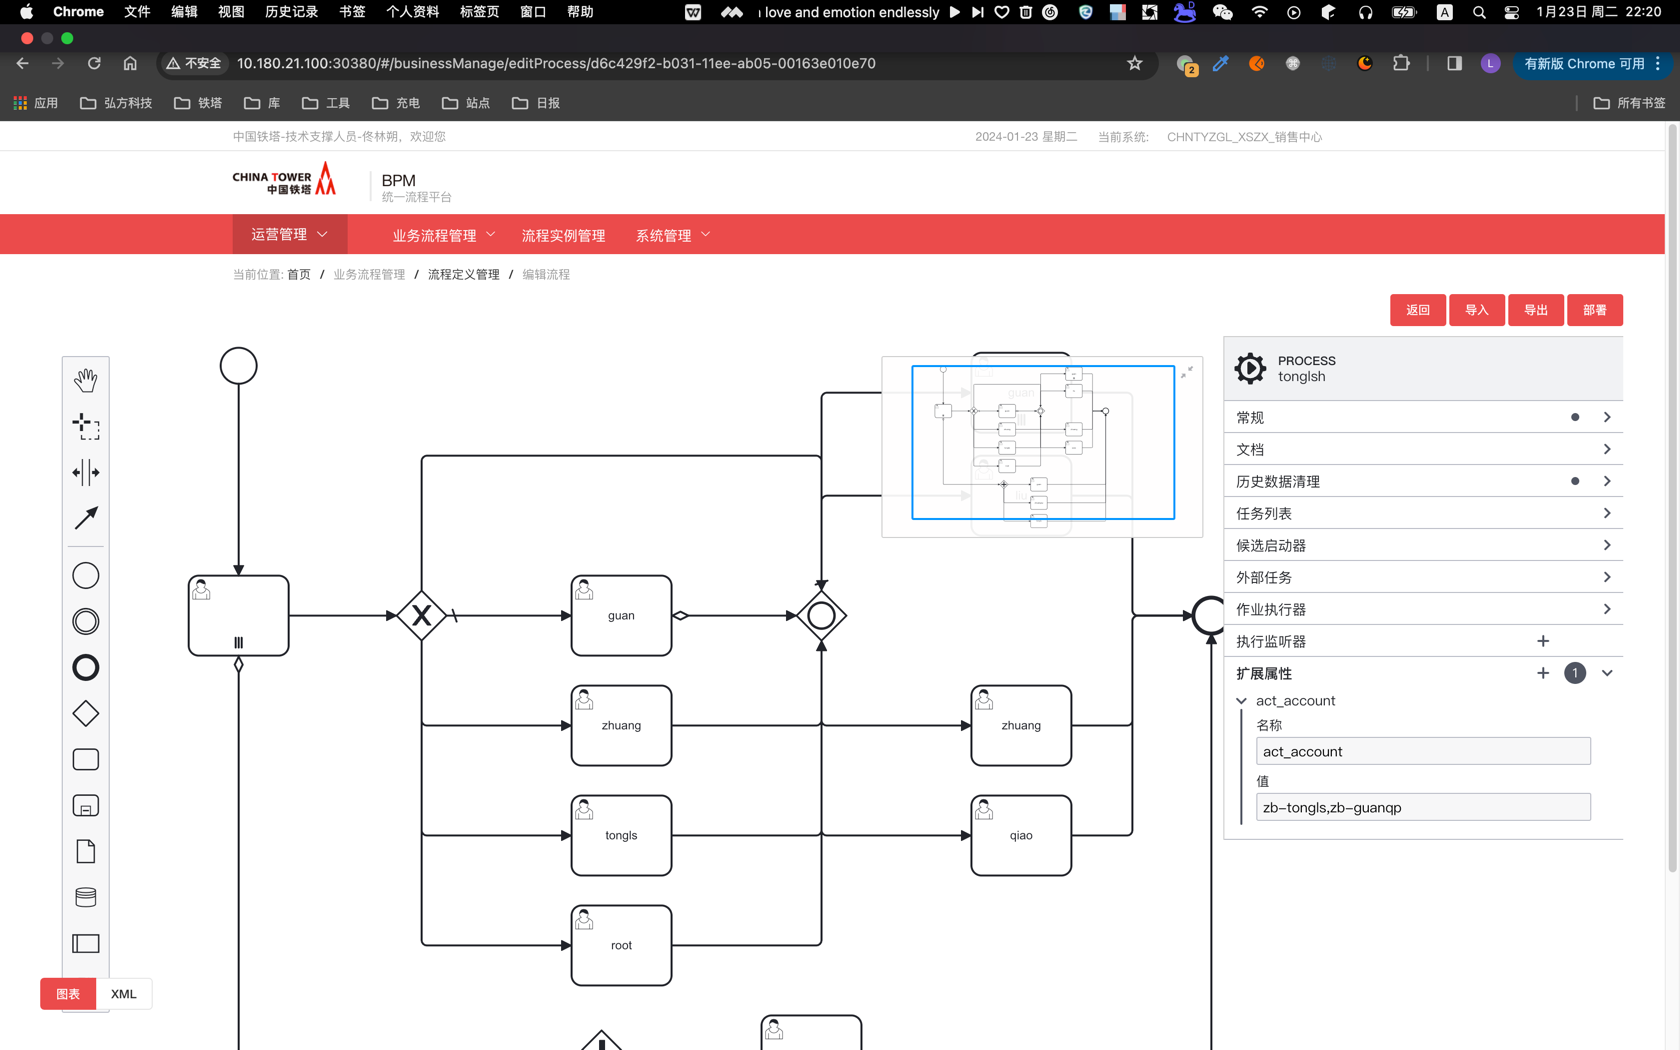 Chrome 文件 编辑 视图 历史记录 书签 个人资料 标签页 窗口 帮助 love and emotion endlessly A 1月23日 周二 22:20
不安全 10.180.21.100:30380/#/businessManage/editProcess/d6c429f2-b031-11ee-ab05-00163e010e70 2 L 有新版 Chrome 可用
应用 弘方科技 铁塔 库 工具 充电 站点 日报 所有书签
中国铁塔-技术支撑人员-佟林朔，欢迎您 2024-01-23 星期二 当前系统: CHNTYZGL_XSZX_销售中心
CHINA TOWER
中国铁塔
BPM
统一流程平台
运营管理 业务流程管理 流程实例管理 系统管理
当前位置: 首页 / 业务流程管理 / 流程定义管理 / 编辑流程
返回 导入 导出 部署
PROCESS
tonglsh
常规
文档
历史数据清理
任务列表
候选启动器
外部任务
作业执行器
执行监听器
扩展属性 1
act_account
名称
act_account
值
zb-tongls,zb-guanqp
guan
guan
zhuang
zhuang
tongls
qiao
root
图表 XML